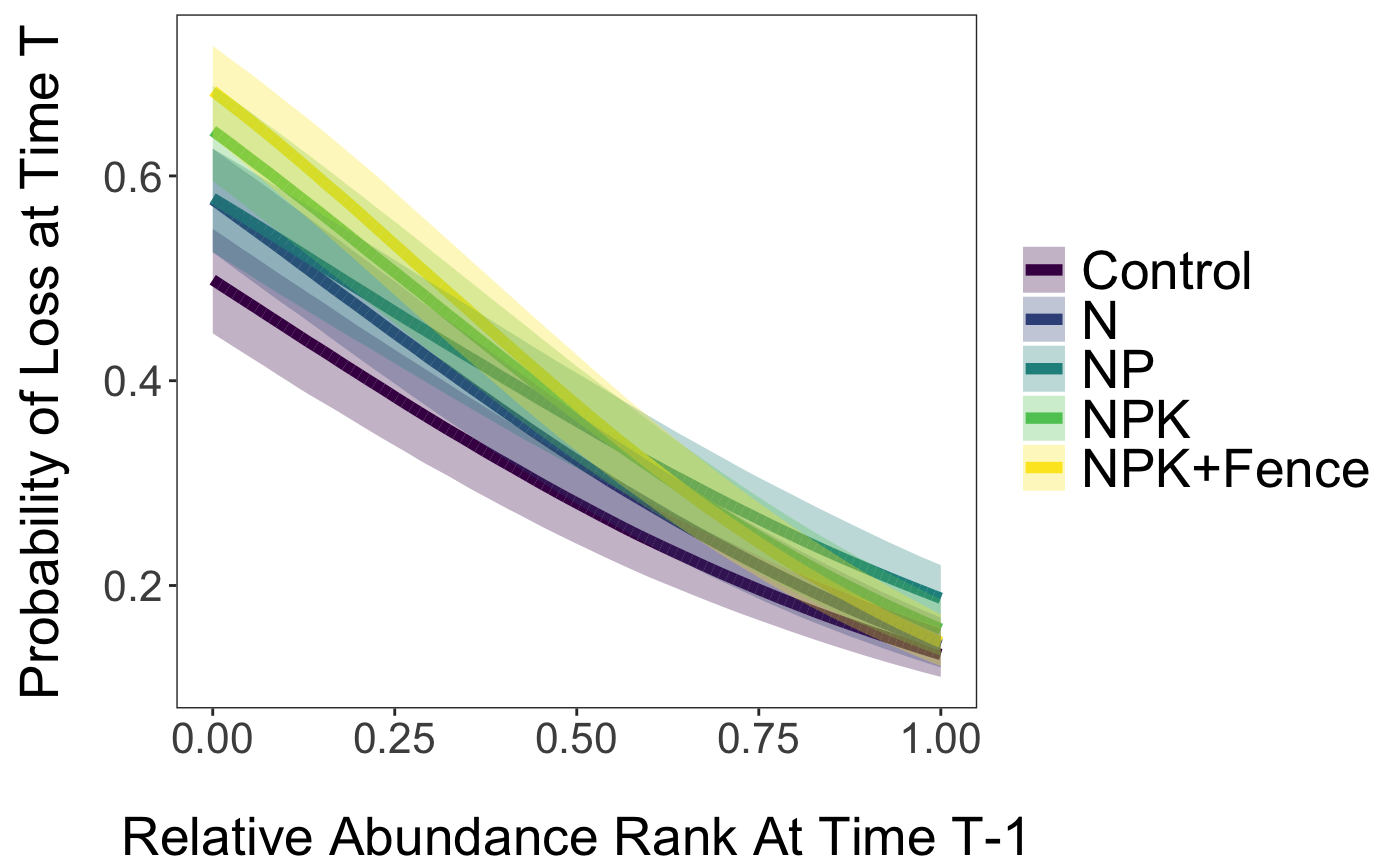 Probability of Loss at Time T
0.6
0.4
0.2
0.00 0.25 0.50 0.75 1.00
Relative Abundance Rank At Time T-1
Control
N
NP
NPK
NPK+Fence